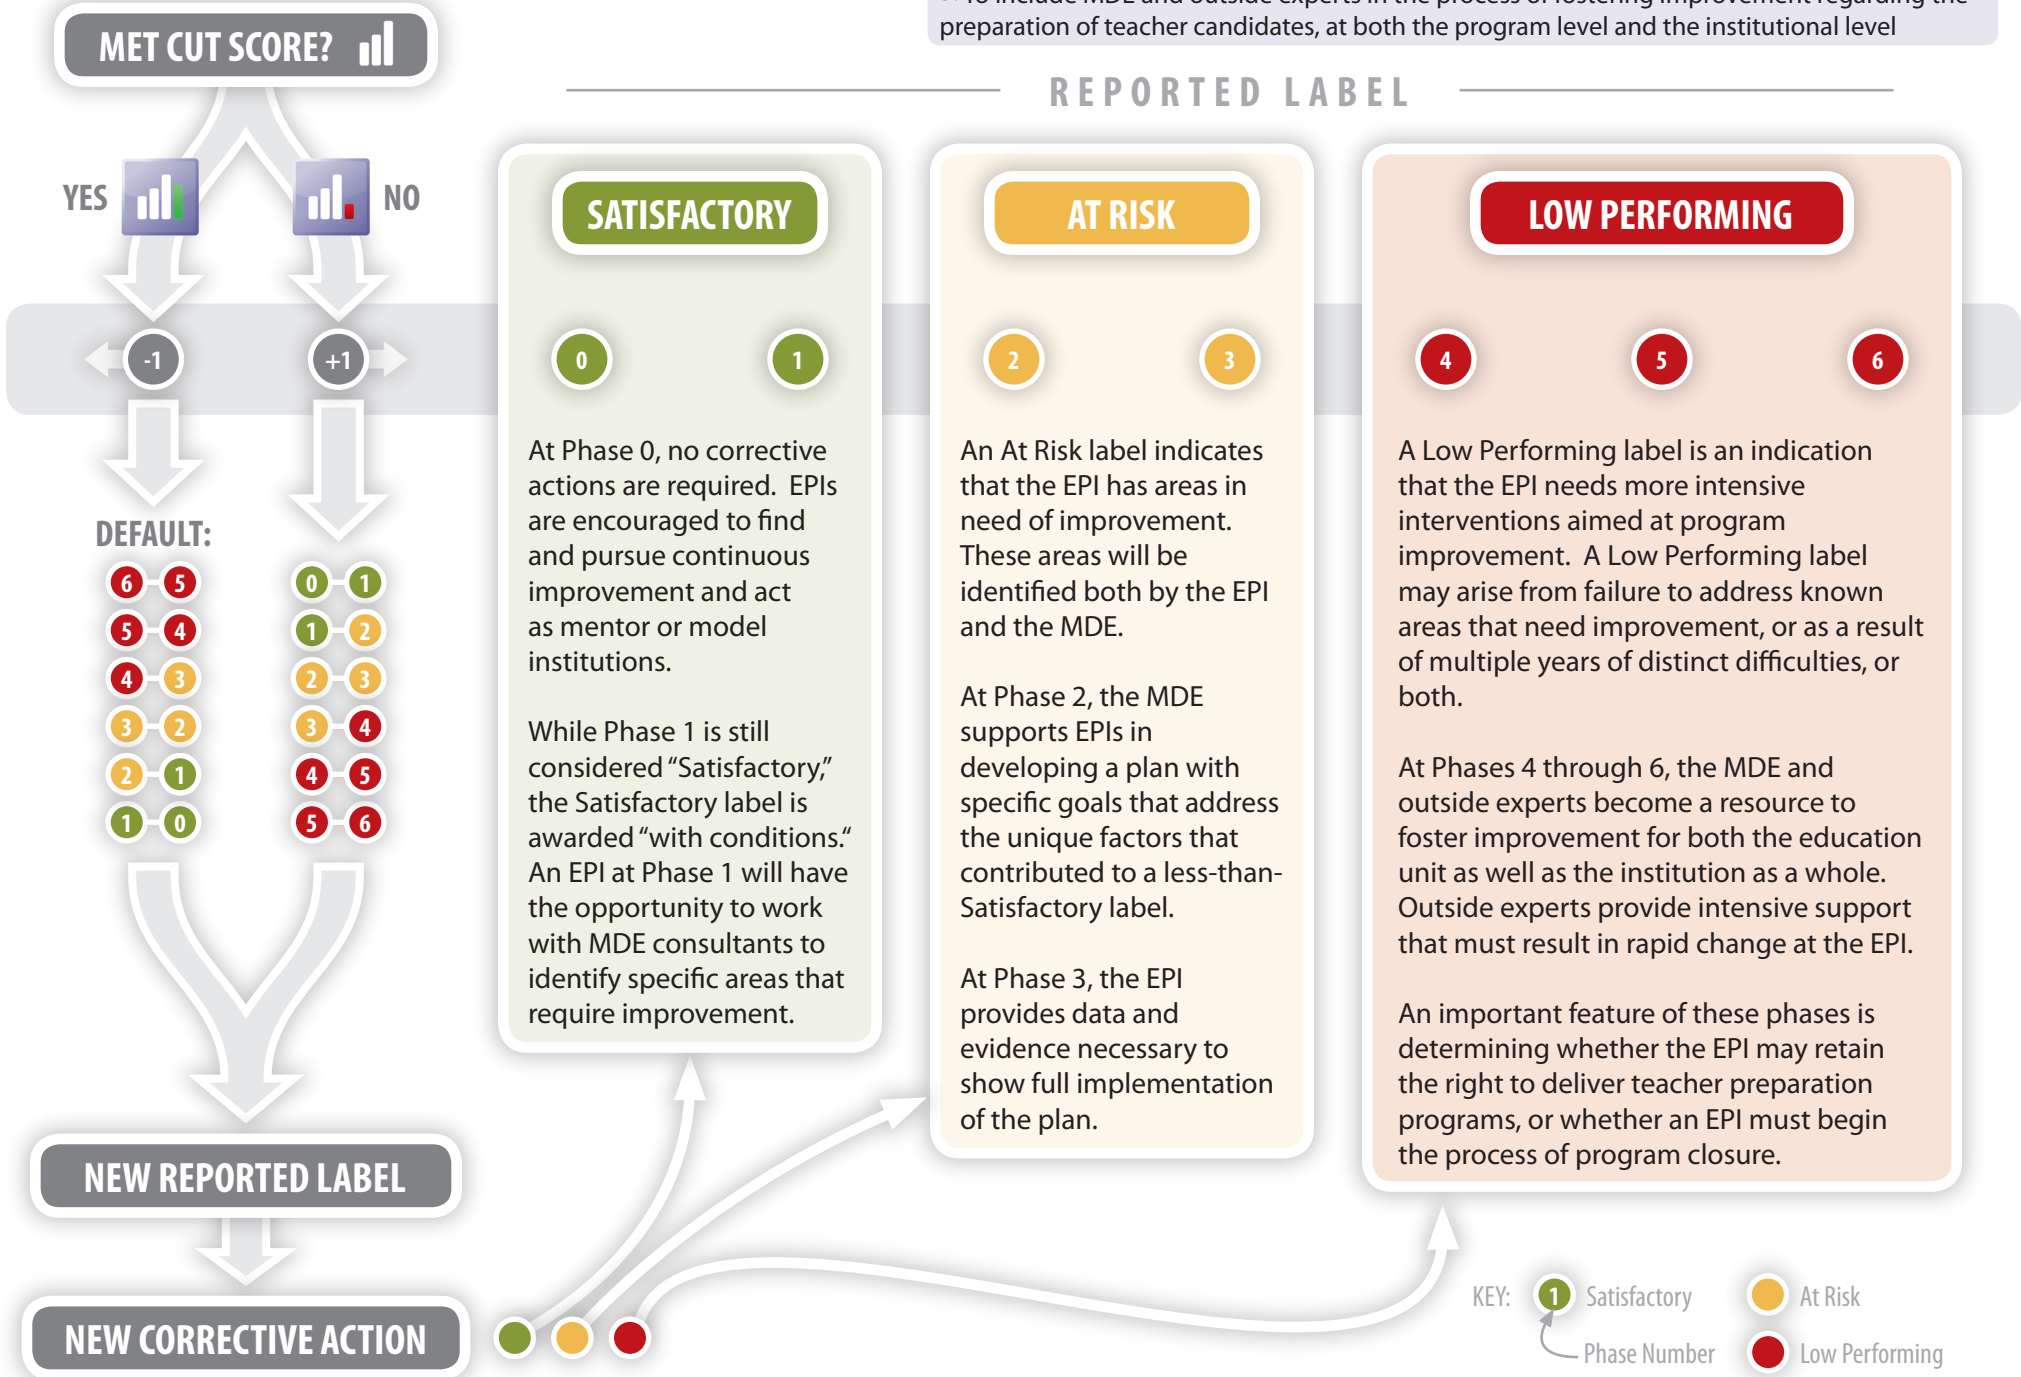 preparation of teacher candidates, at both the program level and the institutional level
MET CUT SCORE?
REPORTED LABEL
YES
NO
-1
+1
DEFAULT:
6 5
5 4
4 3
3 2
2 1
1 0
0 1
1 2
2 3
3 4
4 5
5 6
NEW REPORTED LABEL
NEW CORRECTIVE ACTION
SATISFACTORY
0 1
At Phase 0, no corrective
actions are required. EPIs
are encouraged to find
and pursue continuous
improvement and act
as mentor or model
institutions.
While Phase 1 is still
considered “Satisfactory,”
the Satisfactory label is
awarded “with conditions.“
An EPI at Phase 1 will have
the opportunity to work
with MDE consultants to
identify specific areas that
require improvement.
AT RISK
2 3
An At Risk label indicates
that the EPI has areas in
need of improvement.
These areas will be
identified both by the EPI
and the MDE.
At Phase 2, the MDE
supports EPIs in
developing a plan with
specific goals that address
the unique factors that
contributed to a less-than-
Satisfactory label.
At Phase 3, the EPI
provides data and
evidence necessary to
show full implementation
of the plan.
LOW PERFORMING
4 5 6
A Low Performing label is an indication
that the EPI needs more intensive
interventions aimed at program
improvement. A Low Performing label
may arise from failure to address known
areas that need improvement, or as a result
of multiple years of distinct difficulties, or
both.
At Phases 4 through 6, the MDE and
outside experts become a resource to
foster improvement for both the education
unit as well as the institution as a whole.
Outside experts provide intensive support
that must result in rapid change at the EPI.
An important feature of these phases is
determining whether the EPI may retain
the right to deliver teacher preparation
programs, or whether an EPI must begin
the process of program closure.
KEY: 1 Satisfactory
At Risk
Phase Number
Low Performing